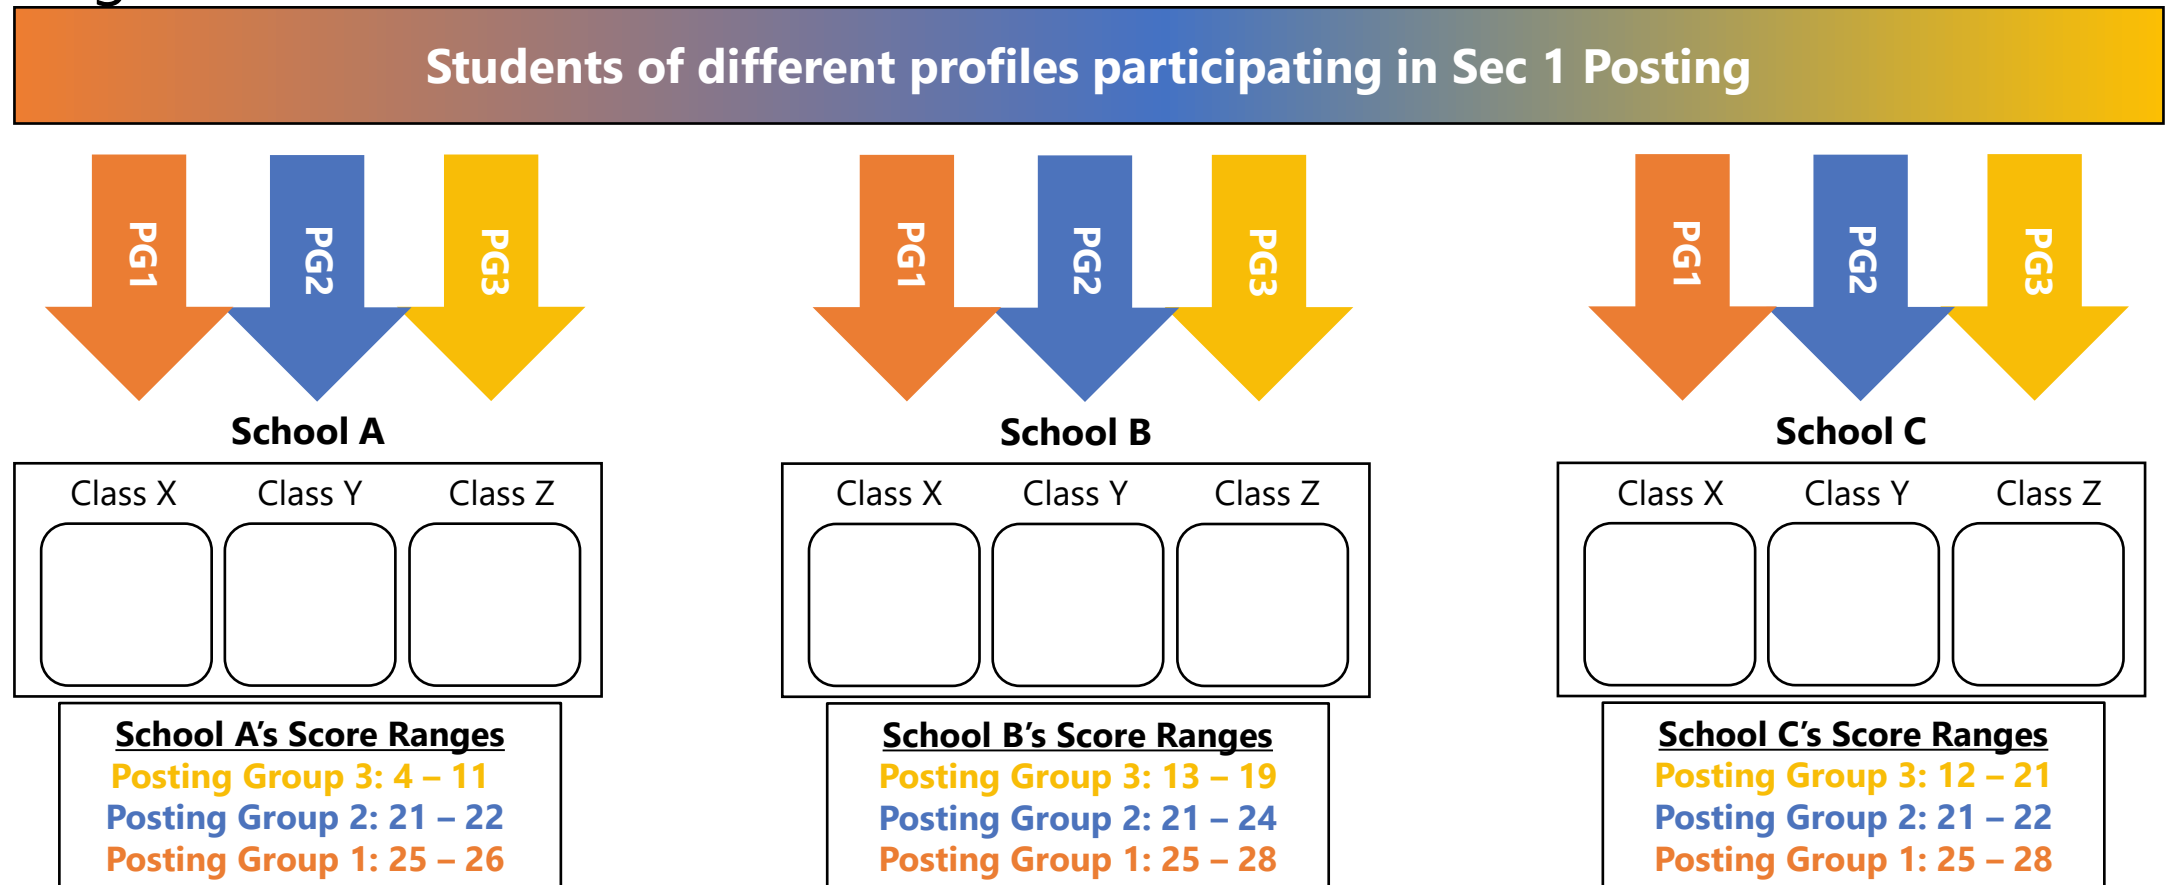 Students of different profiles participating in Sec 1 Posting
PG1
PG2
PG3
PG1
PG2
PG3
PG1
PG2
PG3
School A
School B
School C
Class X
Class Y
Class Z
Class X
Class Y
Class Z
Class X
Class Y
Class Z
School A’s Score Ranges
Posting Group 3: 4 – 11
Posting Group 2: 21 – 22
Posting Group 1: 25 – 26
School B’s Score Ranges
Posting Group 3: 13 – 19
Posting Group 2: 21 – 24
Posting Group 1: 25 – 28
School C’s Score Ranges
Posting Group 3: 12 – 21
Posting Group 2: 21 – 22
Posting Group 1: 25 – 28